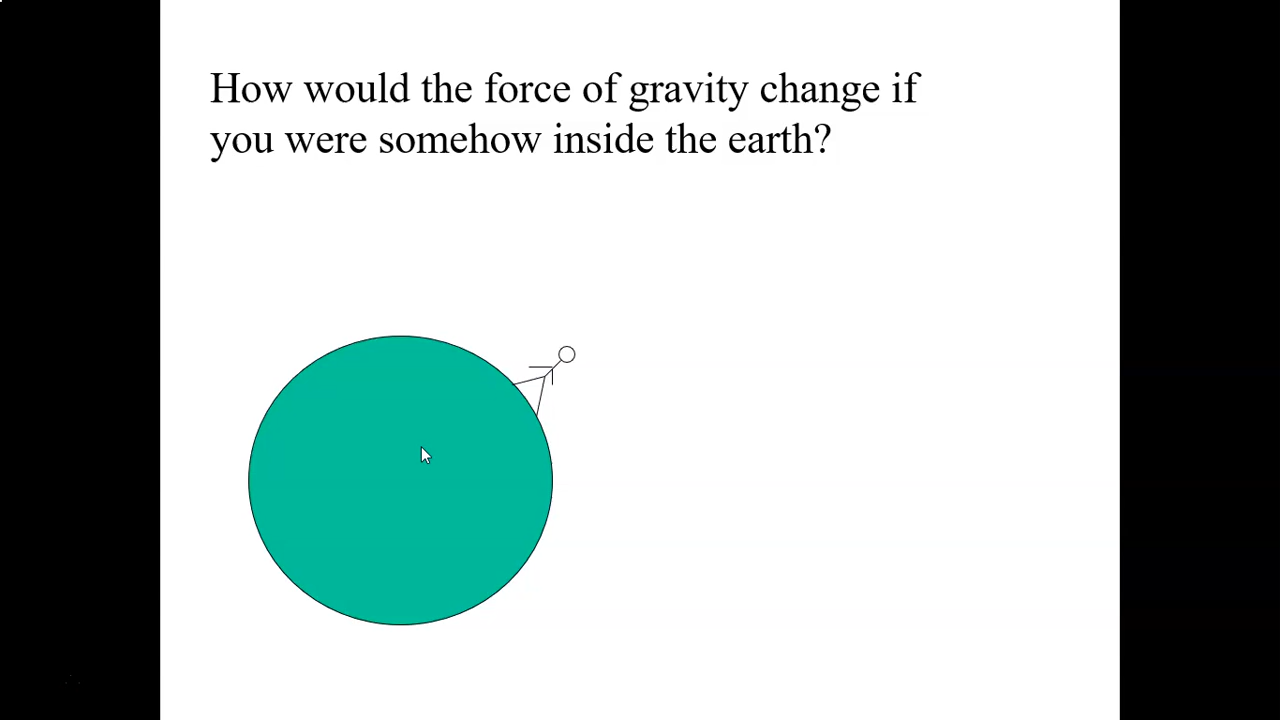 How would the force of gravity change if
you were somehow inside the earth?